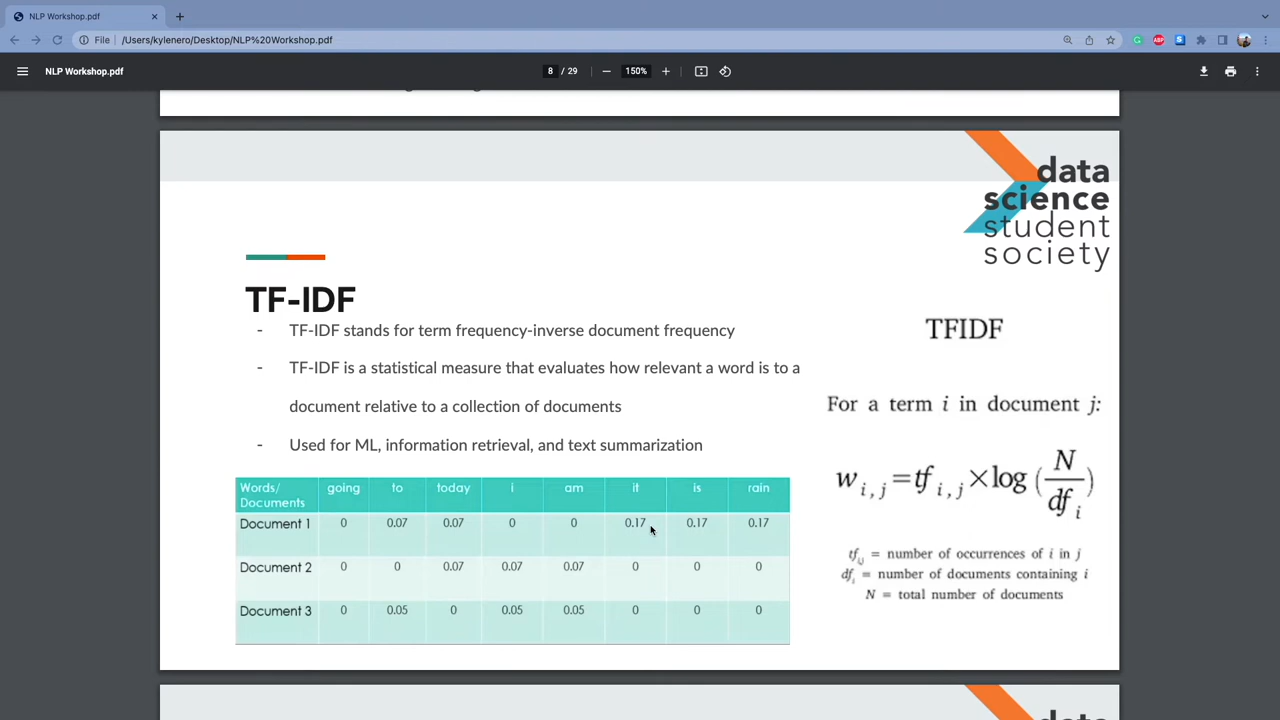 NLP Workshop.pdf
File
/Users/kylenero/Desktop/NLP%20Workshop.pdf
ABP
S
NLP Workshop.pdf
8 / 29
150%
data
science
student
society
TF-IDF
- TF-IDF stands for term frequency-inverse document frequency
- TF-IDF is a statistical measure that evaluates how relevant a word is to a
document relative to a collection of documents
- Used for ML, information retrieval, and text summarization
Words/ Documents going to today i am it is rain
Document 1 0 0.07 0.07 0 0 0.17 0.17 0.17
Document 2 0 0 0.07 0.07 0.07 0 0 0
Document 3 0 0.05 0 0.05 0.05 0 0 0
TFIDF
For a term i in document j:
w i,j = tf i,j × log (N / df i)
tf i,j = number of occurrences of i in j
df i = number of documents containing i
N = total number of documents
data